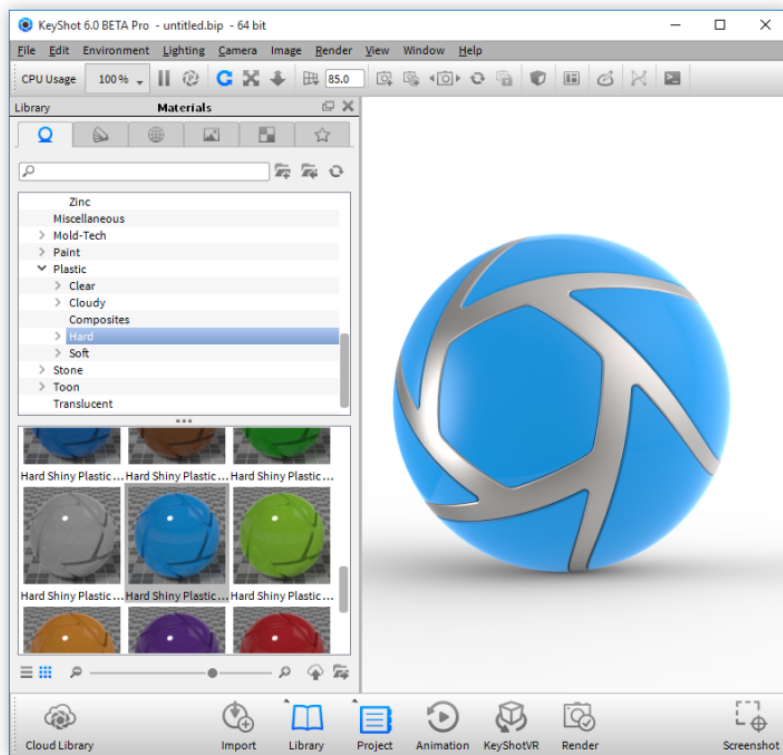 KeyShot 6.0 BETA Pro - untitled.bip - 64 bit
File Edit Environment Lighting Camera Image Render View Window Help
CPU Usage 100 % 85.0
Library Materials
Zinc
Miscellaneous
Mold-Tech
Paint
Plastic
Clear
Cloudy
Composites
Hard
Soft
Stone
Toon
Translucent
Hard Shiny Plastic ... Hard Shiny Plastic ... Hard Shiny Plastic ...
Hard Shiny Plastic ... Hard Shiny Plastic ... Hard Shiny Plastic ...
Cloud Library Import Library Project Animation KeyShotVR Render Screenshot